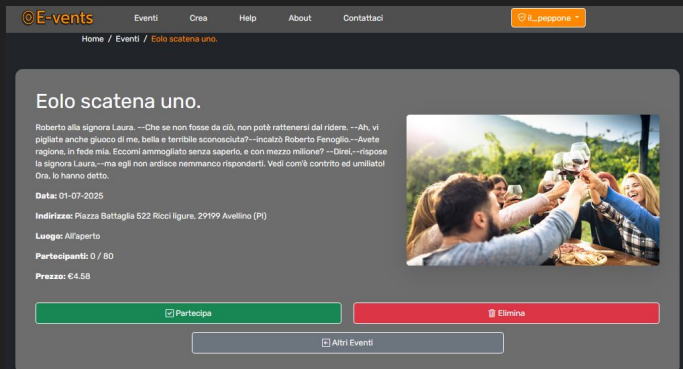 E-vents Eventi Crea Help About Contattaci il_peppone
Home / Eventi / Eolo scatena uno.
Eolo scatena uno.
Roberto alla signora Laura. --Che se non fosse da ciò, non potè rattenersi dal ridere. --Ah, vi
pigliate anche giuoco di me, bella e terribile sconosciuta?--incalzò Roberto Fenoglio.--Avete
ragione, in fede mia. Eccomi ammogliato senza saperlo, e con mezzo milione? --Direi,--rispose
la signora Laura,--ma egli non ardisce nemmanco risponderti. Vedi com'è contrito ed umiliato!
Ora, lo hanno detto.
Data: 01-07-2025
Indirizzo: Piazza Battaglia 522 Ricci ligure, 29199 Avellino (PI)
Luogo: All'aperto
Partecipanti: 0 / 80
Prezzo: €4.58
Partecipa Elimina
Altri Eventi